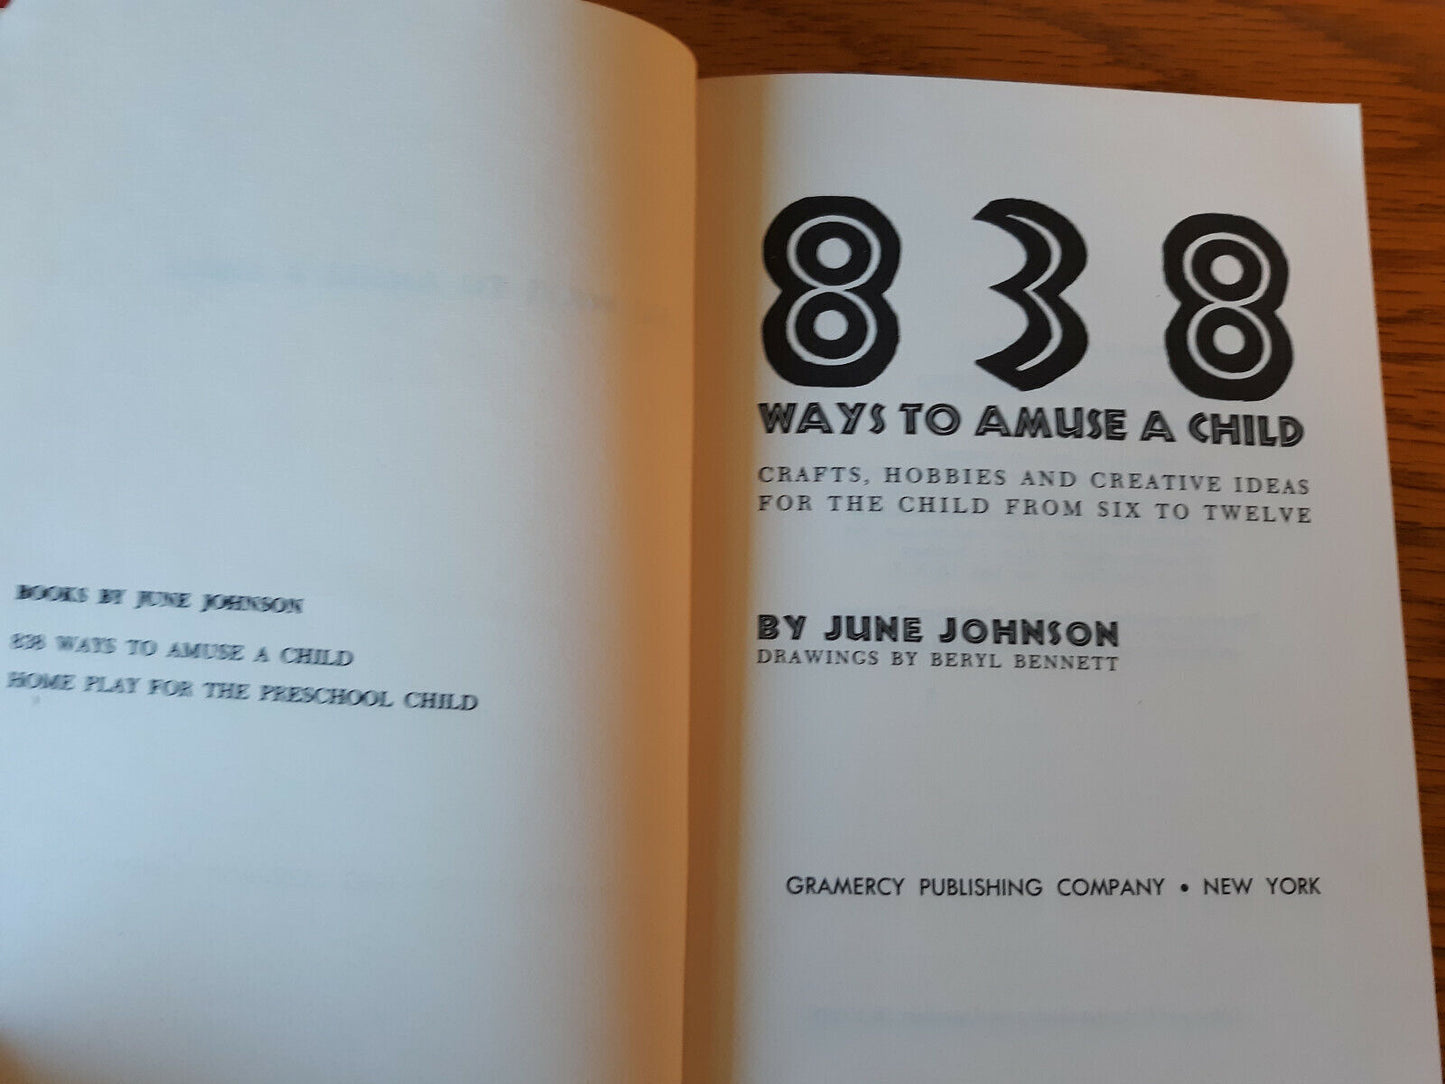 BOOKS BY JUNE JOHNSON
838 WAYS TO AMUSE A CHILD
HOME PLAY FOR THE PRESCHOOL CHILD
838
WAYS TO AMUSE A CHILD
CRAFTS, HOBBIES AND CREATIVE IDEAS
FOR THE CHILD FROM SIX TO TWELVE
BY JUNE JOHNSON
DRAWINGS BY BERYL BENNETT
GRAMERCY PUBLISHING COMPANY • NEW YORK